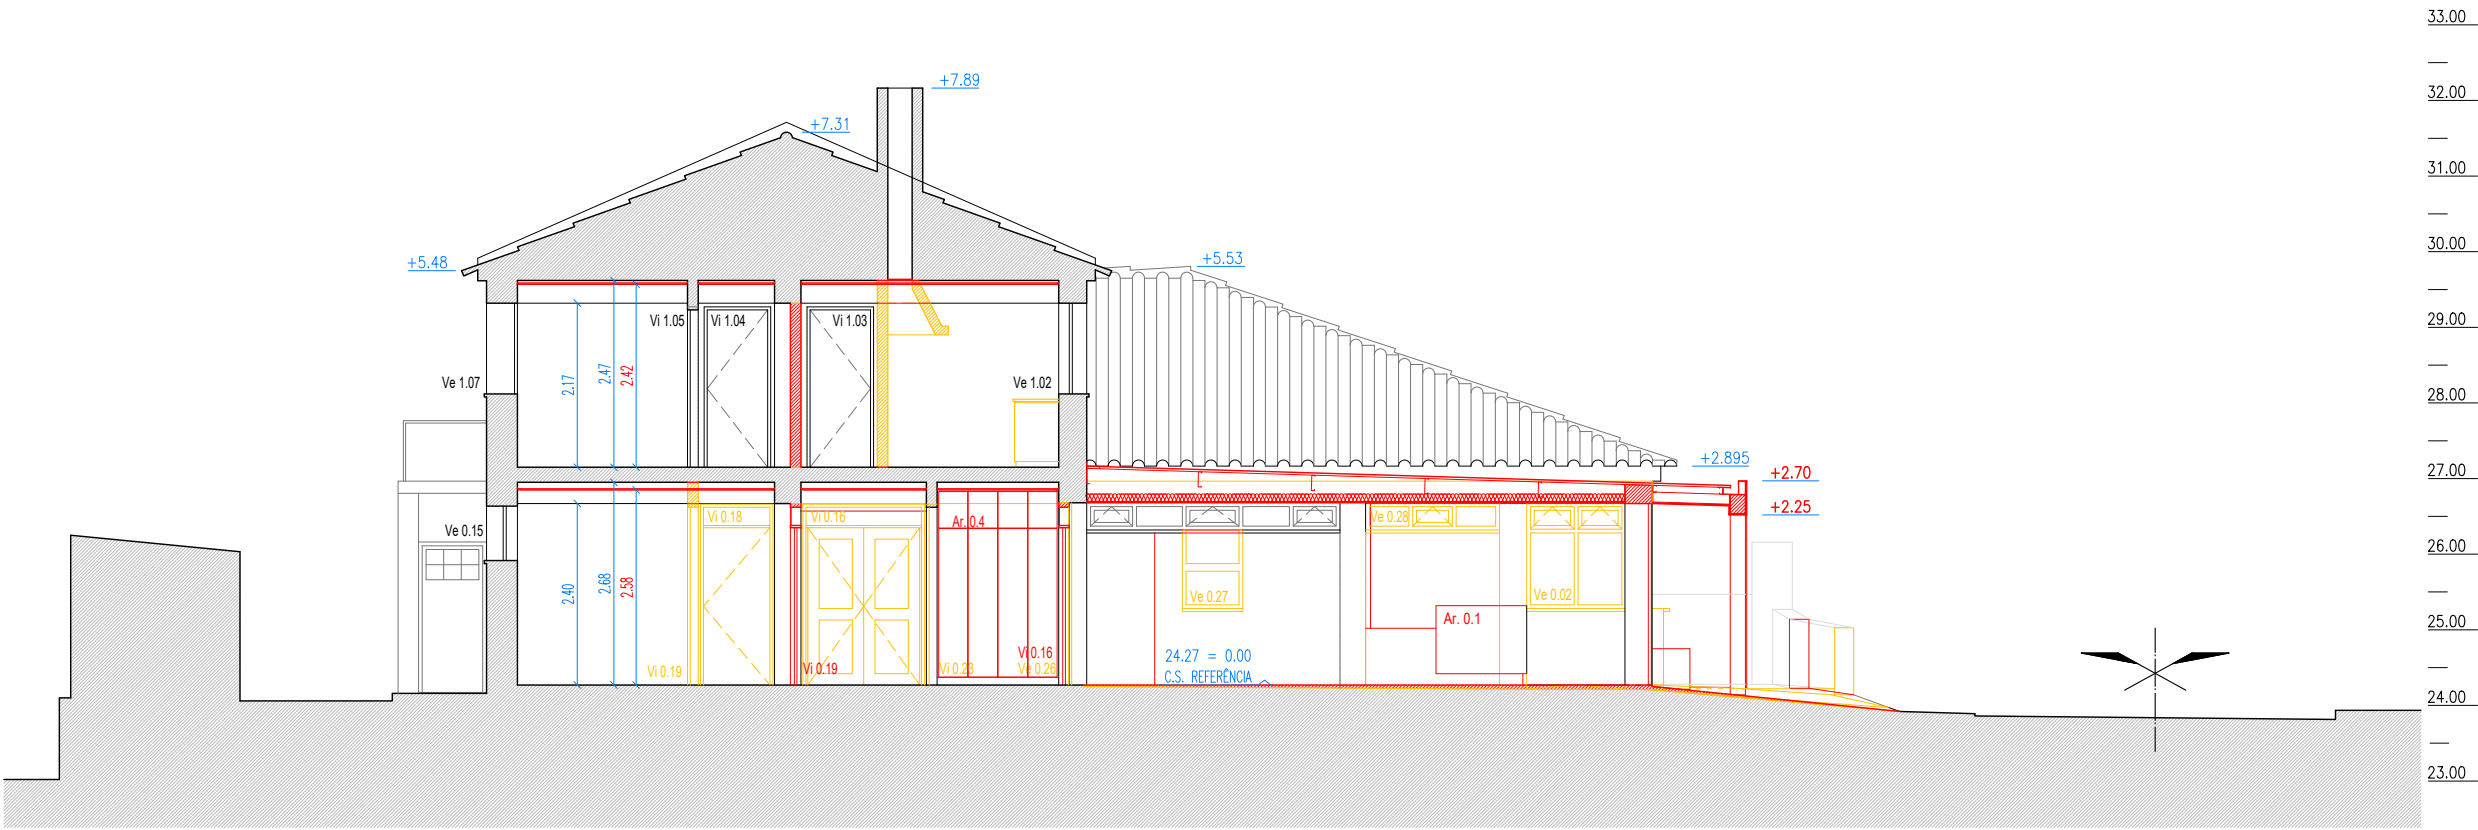 33.00
+7.89
32.00
+7.31
31.00
30.00
+5.48
+5.53
29.00
Vi 1.05
Vi 1.04
Vi 1.03
2.17
2.47
2.42
Ve 1.07
Ve 1.02
28.00
+2.895
+2.70
27.00
+2.25
Vi 0.18
Vi 0.16
Ar. 0.4
Ve 0.28
Ve 0.15
26.00
2.40
2.68
2.58
Ve 0.27
Ve 0.02
25.00
Ar. 0.1
Vi 0.16
24.27 = 0.00
Vi 0.19
Vi 0.19
Vi 0.23
Ve 0.26
C.S. REFERÊNCIA
24.00
23.00